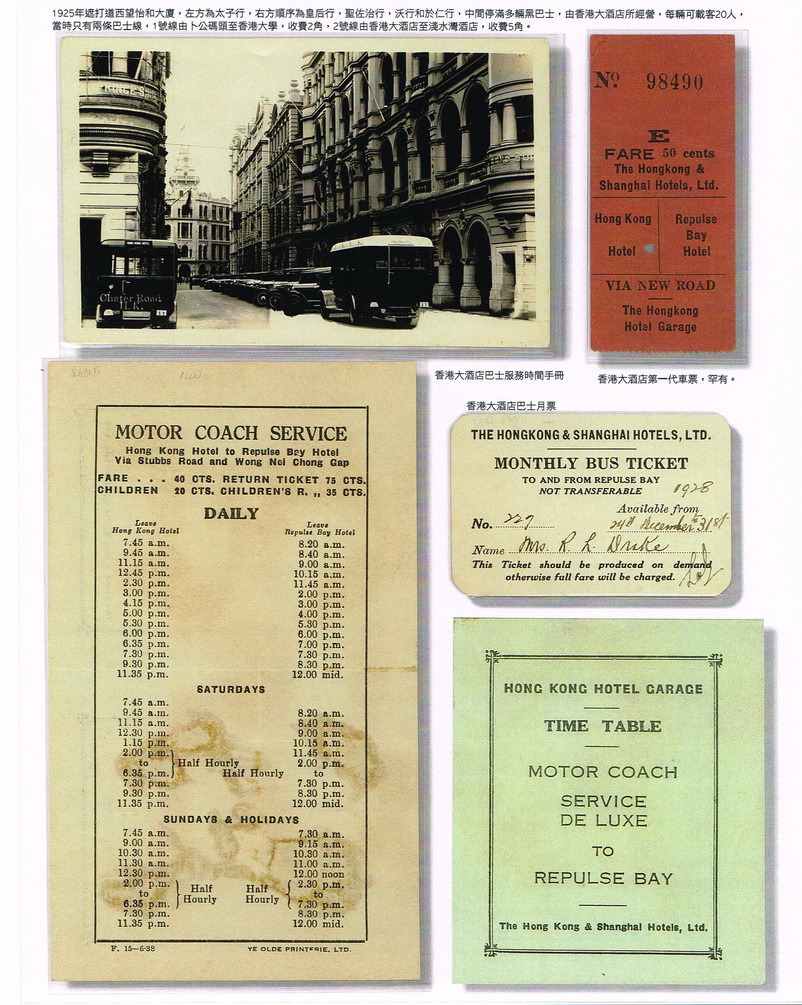 1925年遮打道西望怡和大廈，左方為太子行，右方順序為皇后行，聖佐治行，沃行和於仁行，中間停滿多輛黑巴士，由香港大酒店所經營，每輛可載客20人，
當時只有兩條巴士線，1號線由卜公碼頭至香港大學，收費2角，2號線由香港大酒店至淺水灣酒店，收費5角。
KING'S
Chater Road
H.K.
No 98490
E
FARE 50 cents
The Hongkong &
Shanghai Hotels, Ltd.
Hong Kong
Hotel
Repulse
Bay
Hotel
VIA NEW ROAD
The Hongkong
Hotel Garage
香港大酒店巴士服務時間手冊
香港大酒店第一代車票，罕有。
MOTOR COACH SERVICE
Hong Kong Hotel to Repulse Bay Hotel
Via Stubbs Road and Wong Nei Chong Gap
FARE . . . 40 CTS. RETURN TICKET 75 CTS.
CHILDREN 20 CTS. CHILDREN'S R. ,, 35 CTS.
DAILY
Leave Leave
Hong Kong Hotel Repulse Bay Hotel
7.45 a.m. 8.20 a.m.
9.45 a.m. 8.40 a.m.
11.15 a.m. 9.00 a.m.
12.45 p.m. 10.15 a.m.
2.30 p.m. 11.45 a.m.
3.00 p.m. 2.00 p.m.
4.15 p.m. 3.00 p.m.
5.00 p.m. 4.00 p.m.
5.30 p.m. 5.30 p.m.
6.00 p.m. 6.00 p.m.
6.35 p.m. 7.00 p.m.
7.30 p.m. 7.30 p.m.
9.30 p.m. 8.30 p.m.
11.35 p.m. 12.00 mid.
SATURDAYS
7.45 a.m.
9.45 a.m. 8.20 a.m.
11.15 a.m. 8.40 a.m.
12.30 p.m. 9.00 a.m.
1.15 p.m. 10.15 a.m.
2.00 p.m. 11.45 a.m.
to Half Hourly 2.00 p.m.
6.35 p.m. Half Hourly to
7.30 p.m. 7.30 p.m.
9.30 p.m. 8.30 p.m.
11.35 p.m. 12.00 mid.
SUNDAYS & HOLIDAYS
7.45 a.m. 7.30 a.m.
9.00 a.m. 9.15 a.m.
10.30 a.m. 10.30 a.m.
11.30 a.m. 11.00 a.m.
12.30 p.m. 12.00 noon
2.00 p.m. Half Half 2.30 p.m.
to Hourly Hourly to
6.35 p.m. 7.30 p.m.
7.30 p.m. 8.30 p.m.
11.35 p.m. 12.00 mid.
F. 15—6-38 YE OLDE PRINTERIE, LTD.
香港大酒店巴士月票
THE HONGKONG & SHANGHAI HOTELS, LTD.
MONTHLY BUS TICKET
TO AND FROM REPULSE BAY
NOT TRANSFERABLE 1928
Available from
No. 227 24th December to 31st
Name Mrs. R. L. Drake
This Ticket should be produced on demand
otherwise full fare will be charged.
HONG KONG HOTEL GARAGE
TIME TABLE
MOTOR COACH
SERVICE
DE LUXE
TO
REPULSE BAY
The Hong Kong & Shanghai Hotels, Ltd.